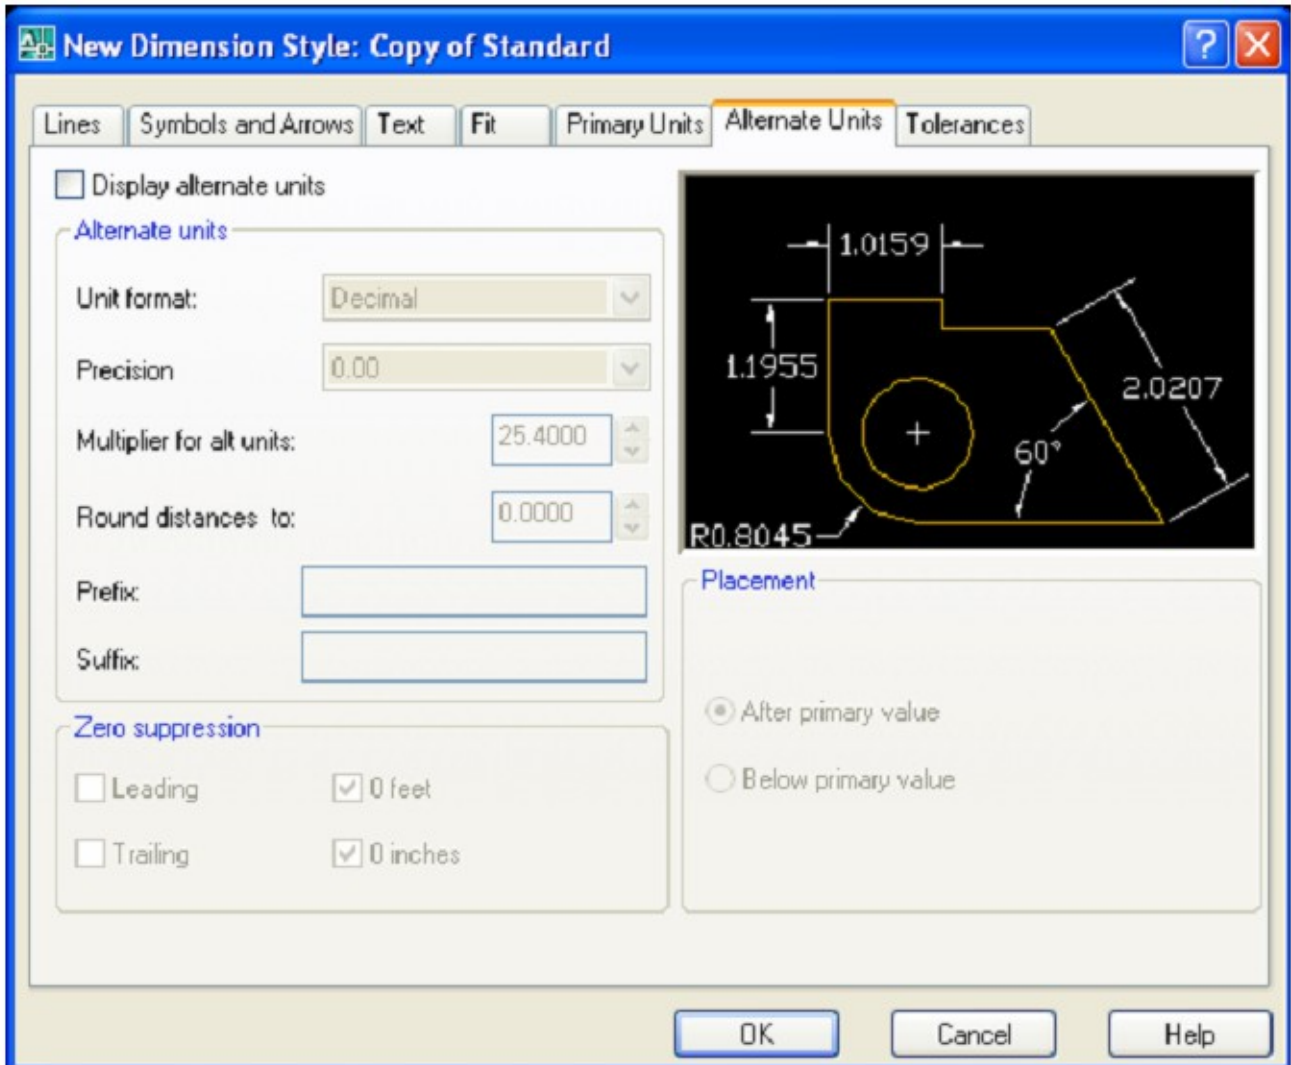 New Dimension Style: Copy of Standard
Lines Symbols and Arrows Text Fit Primary Units Alternate Units Tolerances
Display alternate units
Alternate units
Unit format: Decimal
Precision 0.00
Multiplier for alt units: 25.4000
Round distances to: 0.0000
Prefix:
Suffix:
Zero suppression
Leading 0 feet
Trailing 0 inches
1.0159
1.1955
2.0207
60°
R0.8045
Placement
After primary value
Below primary value
OK Cancel Help